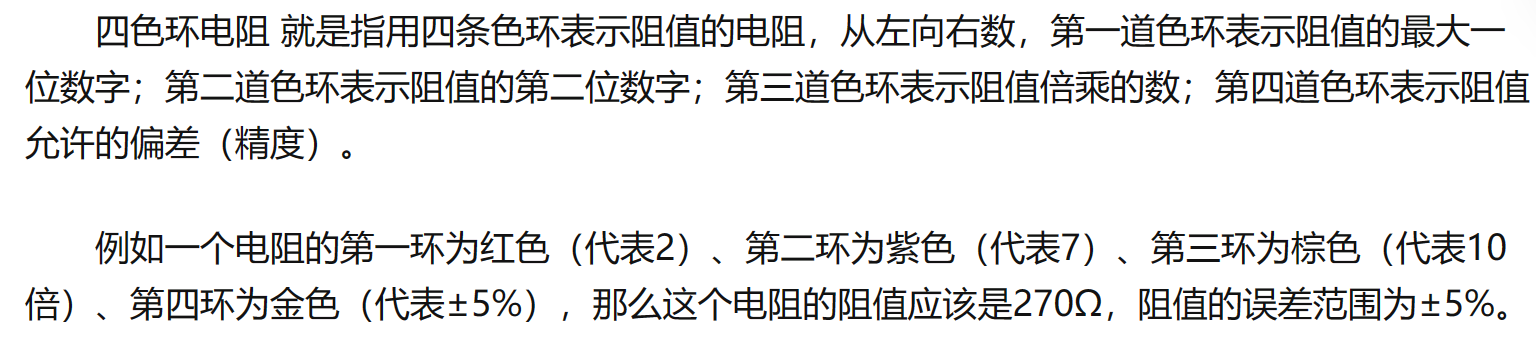 四色环电阻 就是指用四条色环表示阻值的电阻，从左向右数，第一道色环表示阻值的最大一
位数字；第二道色环表示阻值的第二位数字；第三道色环表示阻值倍乘的数；第四道色环表示阻值
允许的偏差（精度）。
例如一个电阻的第一环为红色（代表2）、第二环为紫色（代表7）、第三环为棕色（代表10
倍）、第四环为金色（代表±5%），那么这个电阻的阻值应该是270Ω，阻值的误差范围为±5%。